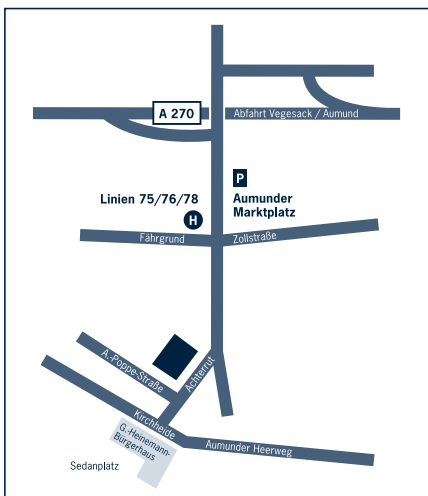 A 270
Abfahrt Vegesack / Aumund
P
Linien 75/76/78
H
Aumunder
Marktplatz
Fährgrund
Zollstraße
A.-Poppe-Straße
Achterrut
Kirchheide
G.-Heinemann-
Bürgerhaus
Aumunder Heerweg
Sedanplatz